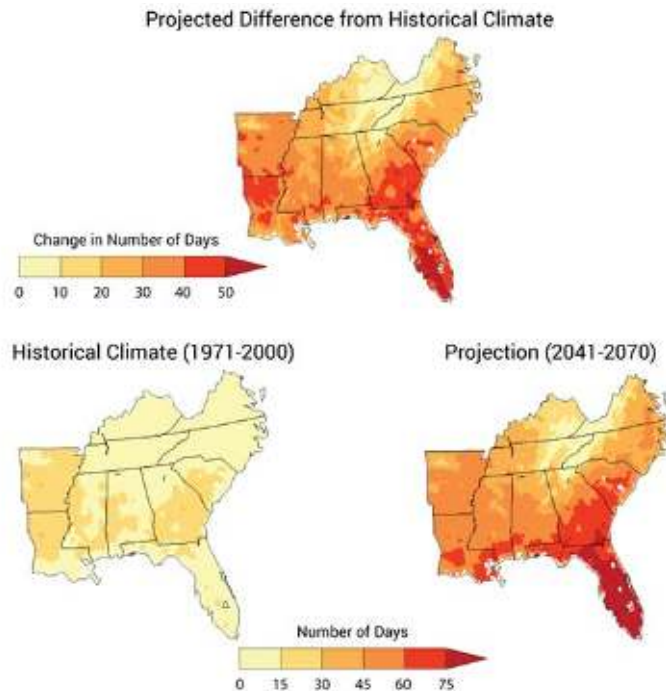 Projected Difference from Historical Climate
Change in Number of Days
0 10 20 30 40 50
Historical Climate (1971-2000)
Projection (2041-2070)
Number of Days
0 15 30 45 60 75